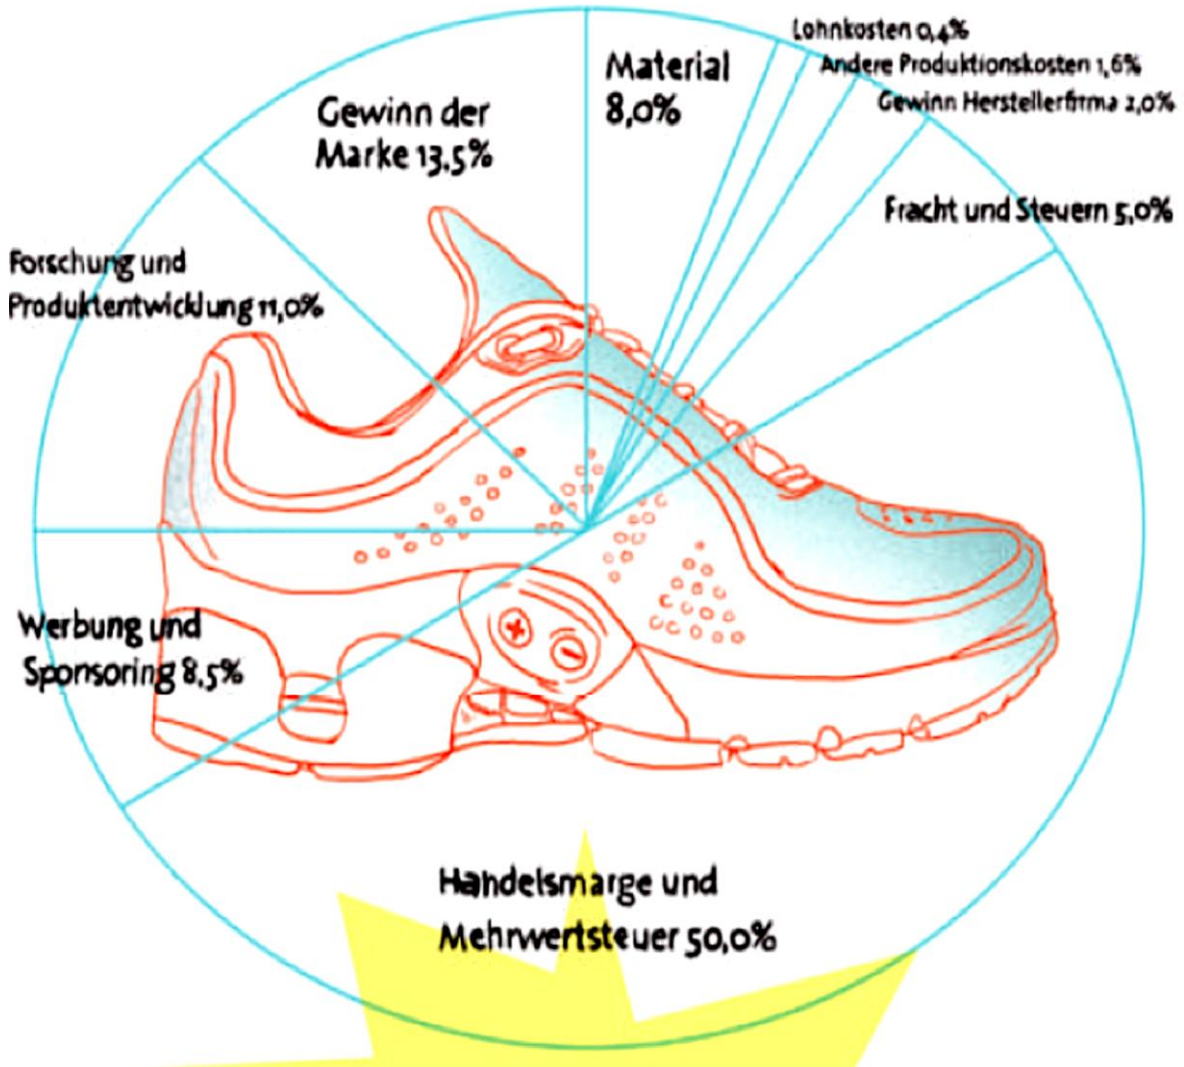 Lohnkosten 0,4%
Andere Produktionskosten 1,6%
Gewinn Herstellerfirma 2,0%
Material
8,0%
Gewinn der
Marke 13,5%
Fracht und Steuern 5,0%
Forschung und
Produktentwicklung 11,0%
Werbung und
Sponsoring 8,5%
Handelsmarge und
Mehrwertsteuer 50,0%